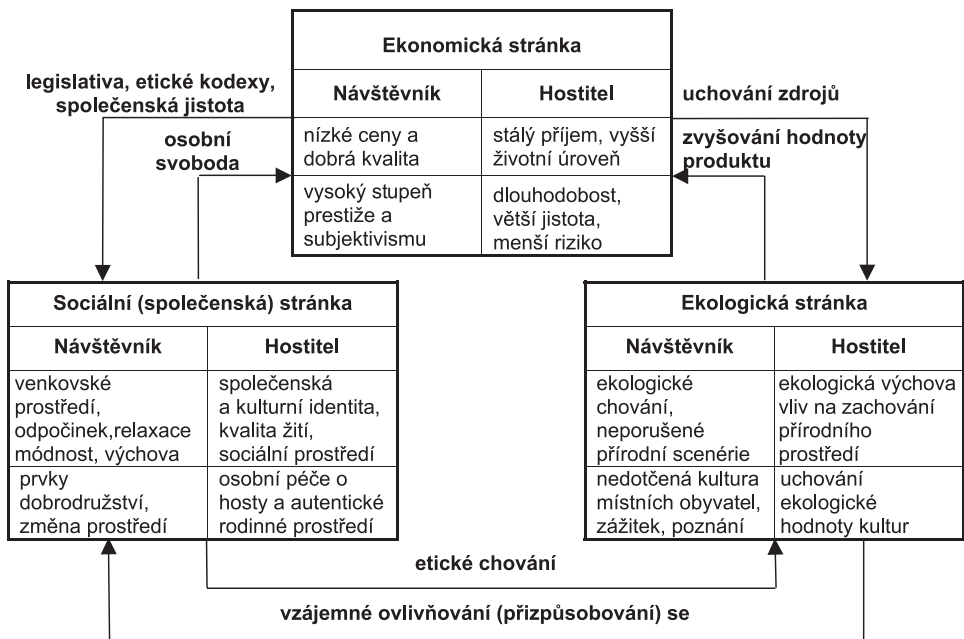 Ekonomická stránka
Návštěvník
Hostitel
nízké ceny a
dobrá kvalita
stálý příjem, vyšší
životní úroveň
vysoký stupeň
prestiže a
subjektivismu
dlouhodobost,
větší jistota,
menší riziko
legislativa, etické kodexy,
společenská jistota
osobní
svoboda
uchování zdrojů
zvyšování hodnoty
produktu
Sociální (společenská) stránka
Návštěvník
Hostitel
venkovské
prostředí,
odpočinek,relaxace
módnost, výchova
společenská
a kulturní identita,
kvalita žití,
sociální prostředí
prvky
dobrodružství,
změna prostředí
osobní péče o
hosty a autentické
rodinné prostředí
Ekologická stránka
Návštěvník
Hostitel
ekologické
chování,
neporušené
přírodní scenérie
ekologická výchova
vliv na zachování
přírodního
prostředí
nedotčená kultura
místních obyvatel,
zážitek, poznání
uchování
ekologické
hodnoty kultur
etické chování
vzájemné ovlivňování (přizpůsobování) se